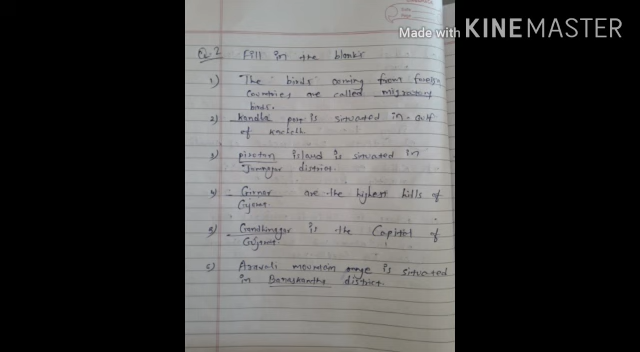 Made with KINEMASTER
Q.2 Fill in the blanks
1) The birds coming from foreign
countries are called migratory
birds.
2) Kandla port is situated in Gulf
of Kachchh.
3) pirotan island is situated in
Jamnagar district.
4) Girnar are the highest hills of
Gujarat.
5) Gandhinagar is the Capital of
Gujarat.
5) Aravali mountain range is situated
in Banaskantha district.